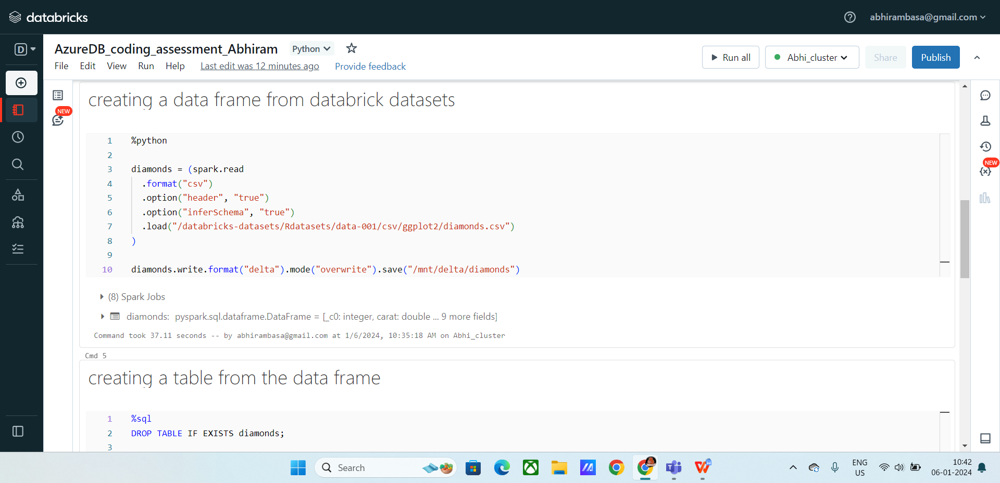 databricks
abhirambasa@gmail.com
D
AzureDB_coding_assessment_Abhiram
Python
File Edit View Run Help Last edit was 12 minutes ago Provide feedback
Run all
Abhi_cluster
Share
Publish
NEW
NEW
creating a data frame from databrick datasets
1 %python
2
3 diamonds = (spark.read
4 .format("csv")
5 .option("header", "true")
6 .option("inferSchema", "true")
7 .load("/databricks-datasets/Rdatasets/data-001/csv/ggplot2/diamonds.csv")
8 )
9
10 diamonds.write.format("delta").mode("overwrite").save("/mnt/delta/diamonds")
(8) Spark Jobs
diamonds: pyspark.sql.dataframe.DataFrame = [_c0: integer, carat: double ... 9 more fields]
Command took 37.11 seconds -- by abhirambasa@gmail.com at 1/6/2024, 10:35:18 AM on Abhi_cluster
Cmd 5
creating a table from the data frame
1 %sql
2 DROP TABLE IF EXISTS diamonds;
3
Search
ENG
US
10:42
06-01-2024